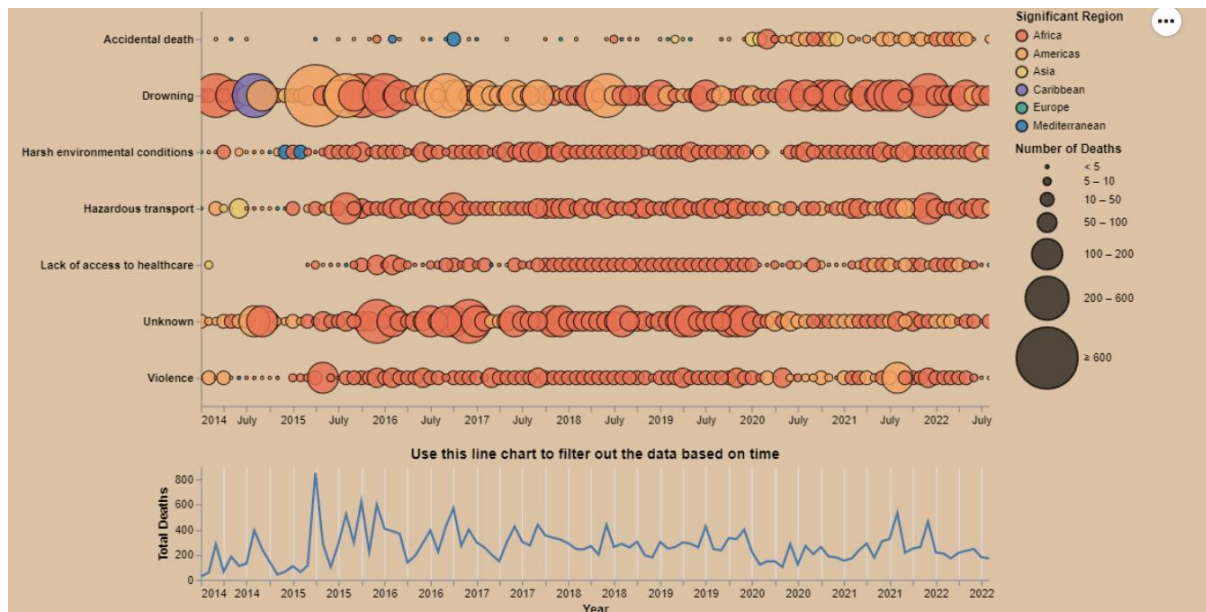 Significant Region
Africa
Americas
Asia
Caribbean
Europe
Mediterranean
Number of Deaths
< 5
5 – 10
10 – 50
50 – 100
100 – 200
200 – 600
≥ 600
Accidental death
Drowning
Harsh environmental conditions
Hazardous transport
Lack of access to healthcare
Unknown
Violence
2014 July 2015 July 2016 July 2017 July 2018 July 2019 July 2020 July 2021 July 2022 July
Use this line chart to filter out the data based on time
Total Deaths
800
600
400
200
0
2014 2014 2015 2015 2016 2016 2017 2017 2018 2018 2019 2019 2020 2020 2021 2021 2022 2022
Year